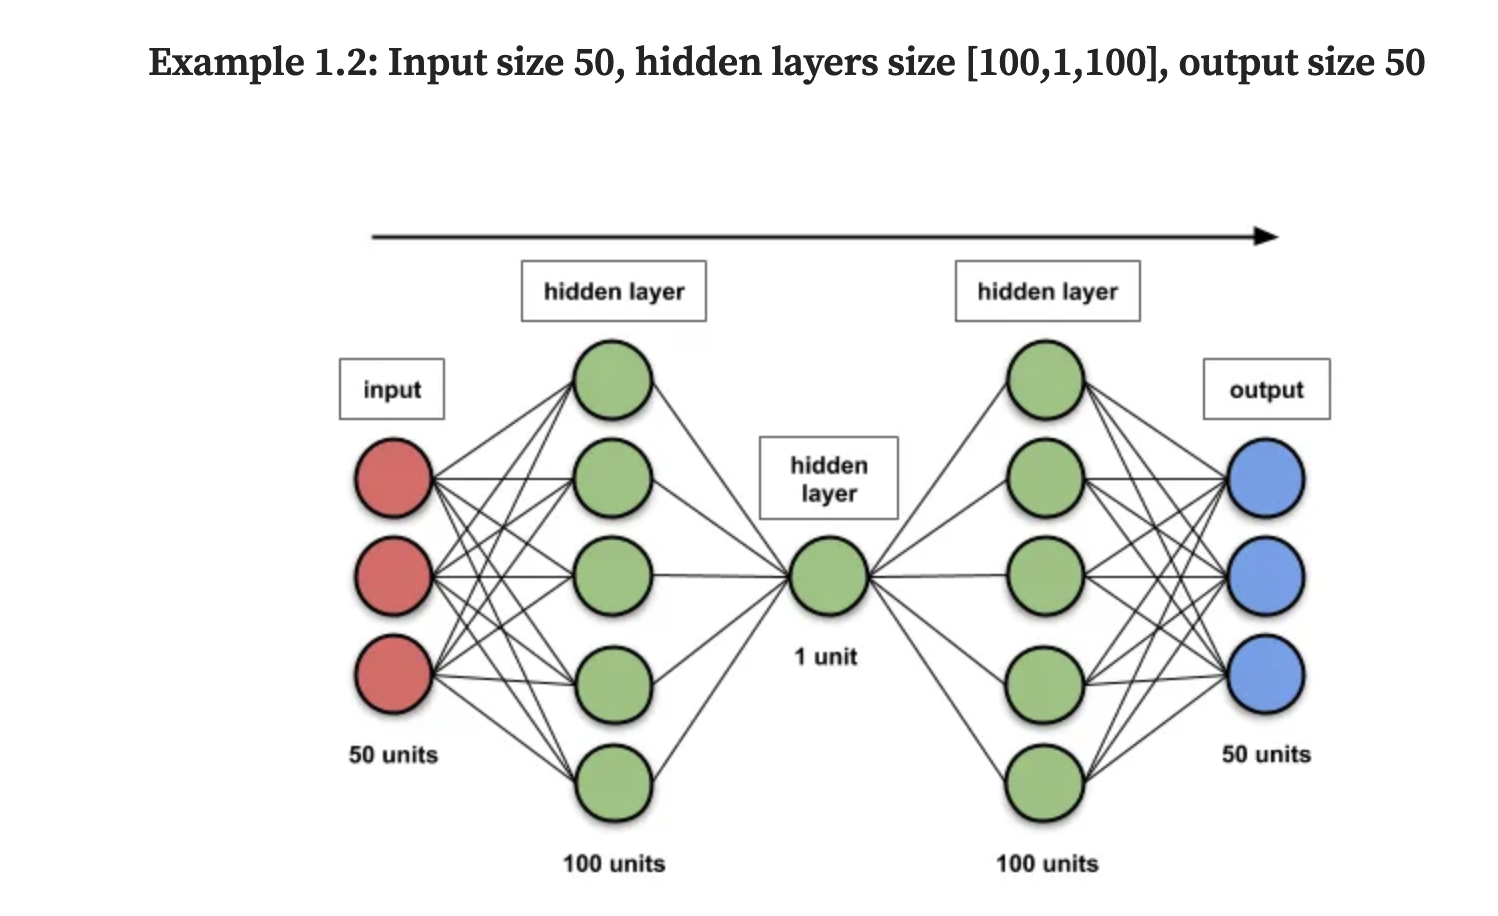 Example 1.2: Input size 50, hidden layers size [100,1,100], output size 50
hidden layer
hidden layer
input
output
hidden
layer
1 unit
50 units
50 units
100 units
100 units